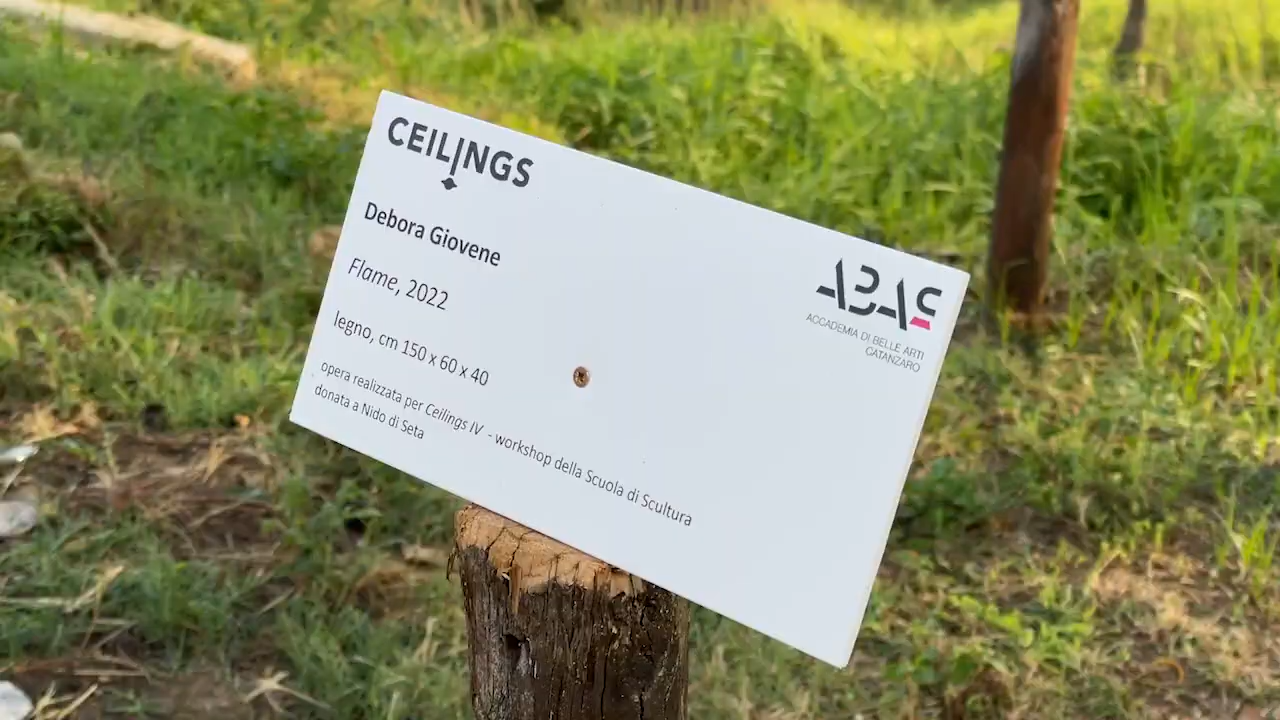 CEILINGS
Debora Giovene
Flame, 2022
legno, cm 150 x 60 x 40
opera realizzata per Ceilings IV - workshop della Scuola di Scultura
donata a Nido di Seta
ABAC
ACCADEMIA DI BELLE ARTI
CATANZARO